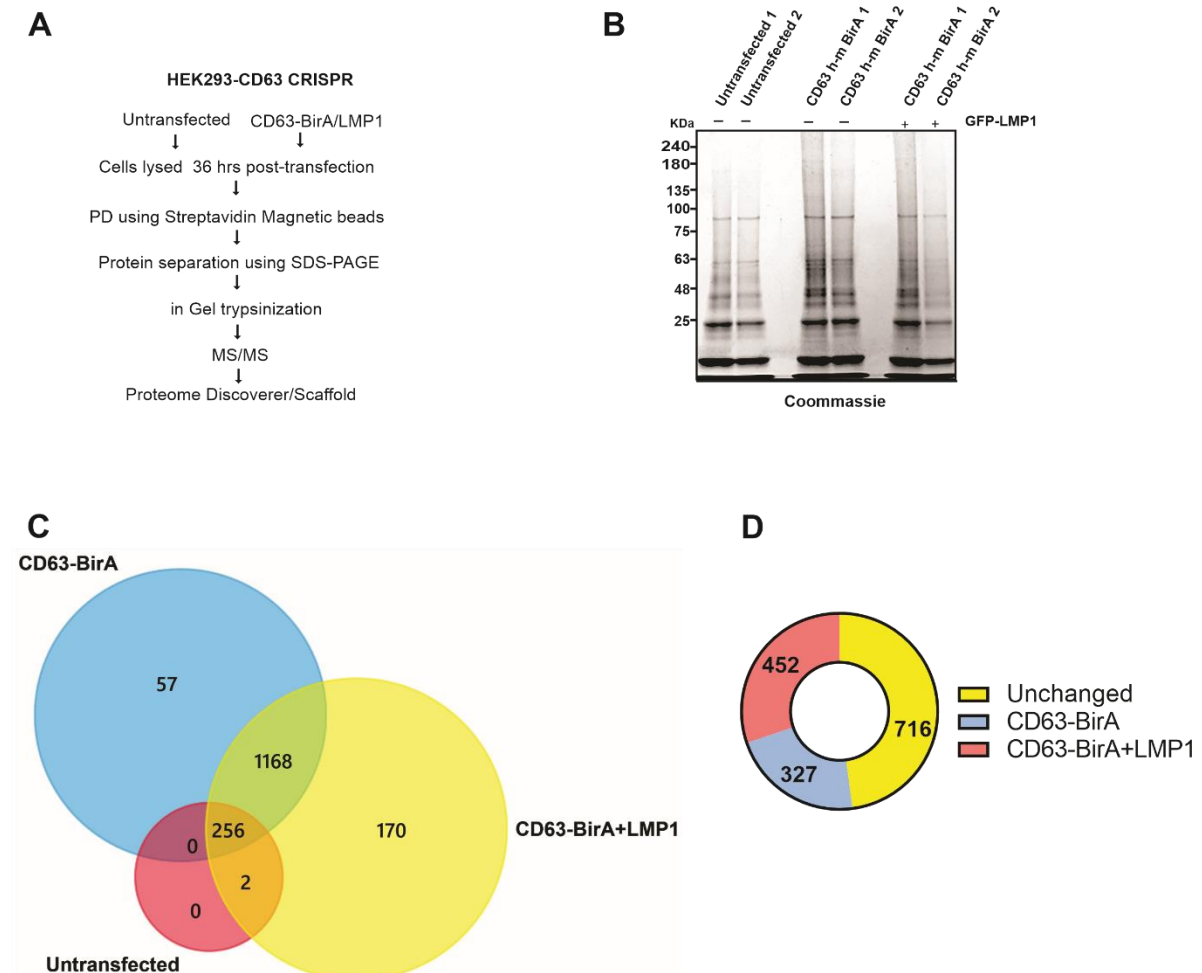 A
HEK293-CD63 CRISPR
Untransfected CD63-BirA/LMP1
Cells lysed 36 hrs post-transfection
PD using Streptavidin Magnetic beads
Protein separation using SDS-PAGE
in Gel trypsinization
MS/MS
Proteome Discoverer/Scaffold
B
Untransfected 1
Untransfected 2
CD63 h-m BirA 1
CD63 h-m BirA 2
CD63 h-m BirA 1
CD63 h-m BirA 2
KDa – – – – + + GFP-LMP1
240
180
135
100
75
63
48
25
Coommassie
C
CD63-BirA
57
1168
256
0
170
CD63-BirA+LMP1
2
0
Untransfected
D
452
716
327
Unchanged
CD63-BirA
CD63-BirA+LMP1